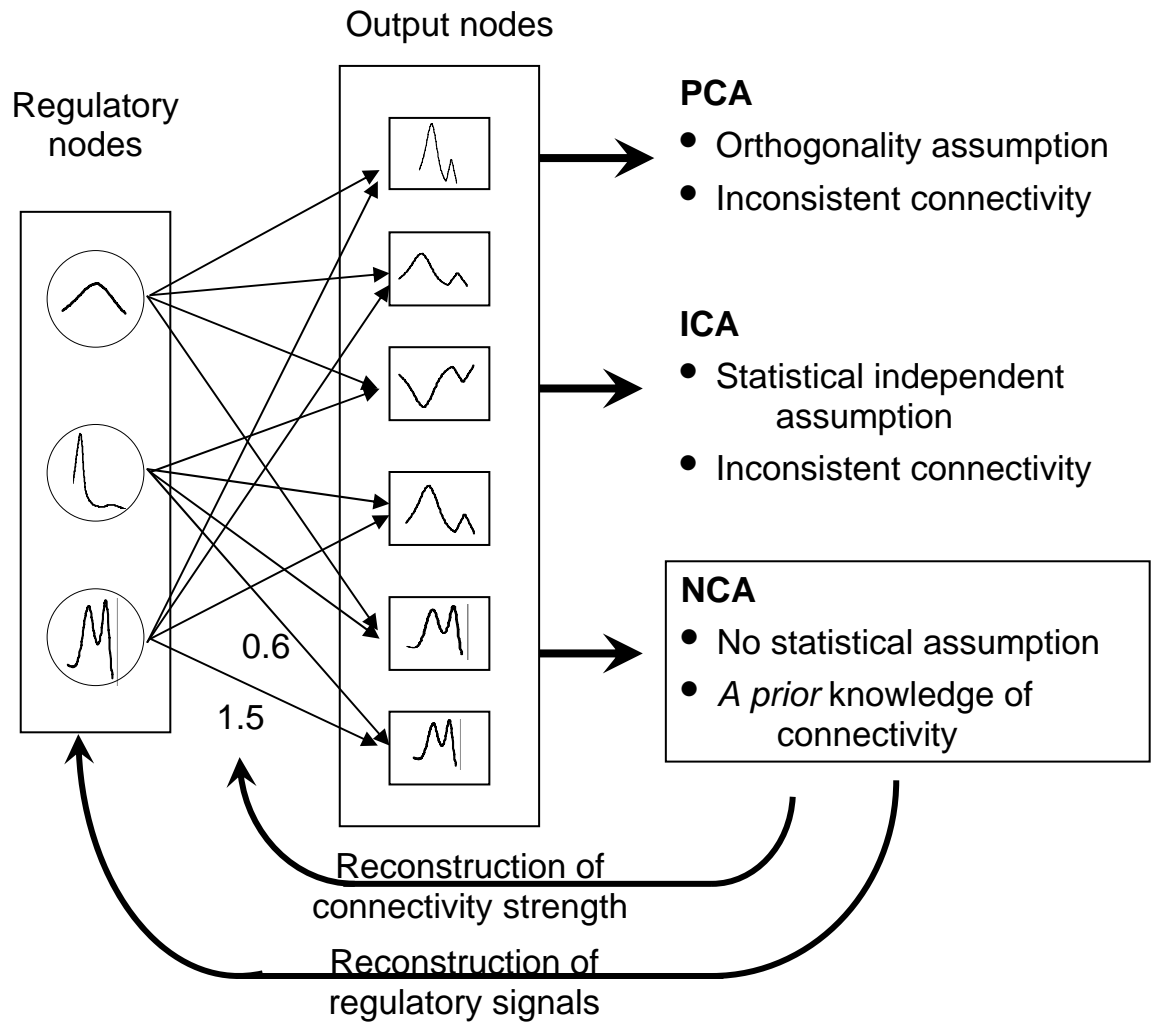 Output nodes
Regulatory
nodes
PCA
• Orthogonality assumption
• Inconsistent connectivity
ICA
• Statistical independent
assumption
• Inconsistent connectivity
NCA
• No statistical assumption
• A prior knowledge of
connectivity
0.6
1.5
Reconstruction of
connectivity strength
Reconstruction of
regulatory signals